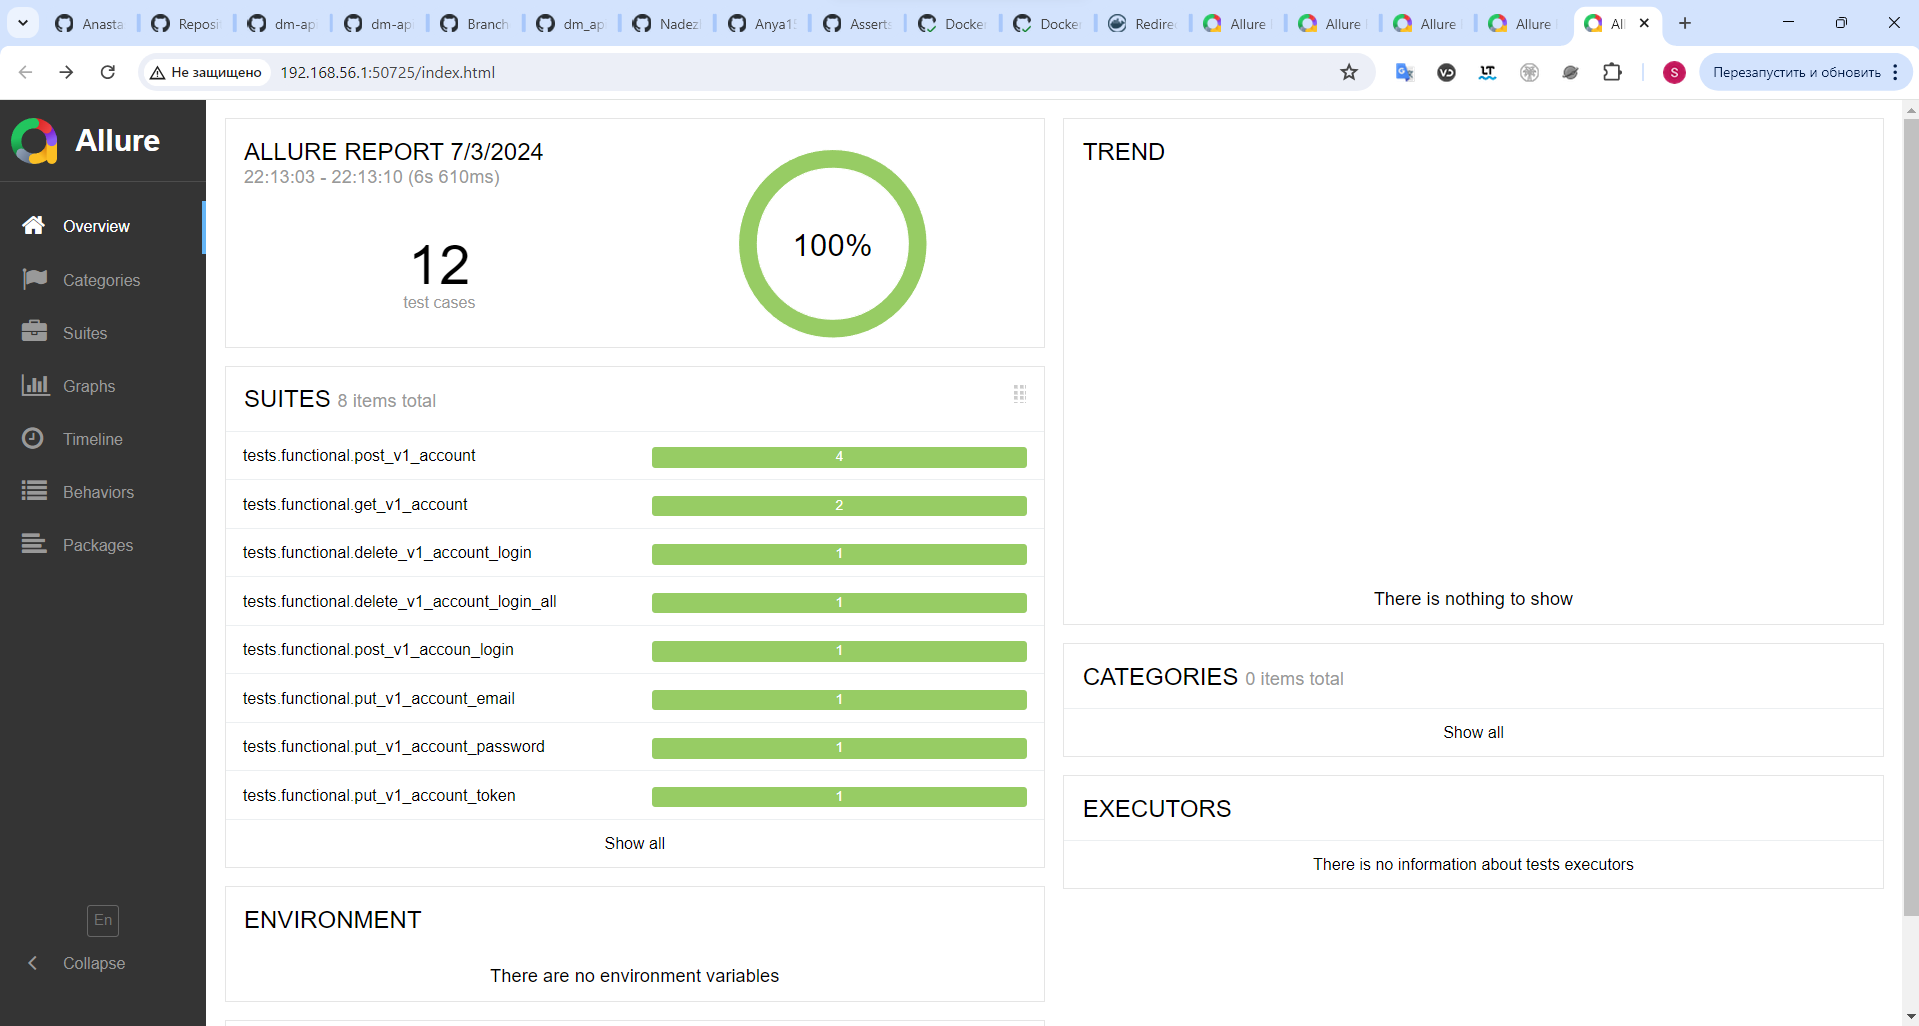 Anasta
Reposi
dm-ap
dm-ap
Branch
dm_ap
Nadez
Anya1
Assert
Docke
Docke
Redire
Allure
Allure
Allure
Allure
Al
Не защищено
192.168.56.1:50725/index.html
S
Перезапустить и обновить
Allure
Overview
Categories
Suites
Graphs
Timeline
Behaviors
Packages
En
Collapse
ALLURE REPORT 7/3/2024
22:13:03 - 22:13:10 (6s 610ms)
12
test cases
100%
SUITES 8 items total
tests.functional.post_v1_account 4
tests.functional.get_v1_account 2
tests.functional.delete_v1_account_login 1
tests.functional.delete_v1_account_login_all 1
tests.functional.post_v1_accoun_login 1
tests.functional.put_v1_account_email 1
tests.functional.put_v1_account_password 1
tests.functional.put_v1_account_token 1
Show all
ENVIRONMENT
There are no environment variables
TREND
There is nothing to show
CATEGORIES 0 items total
Show all
EXECUTORS
There is no information about tests executors